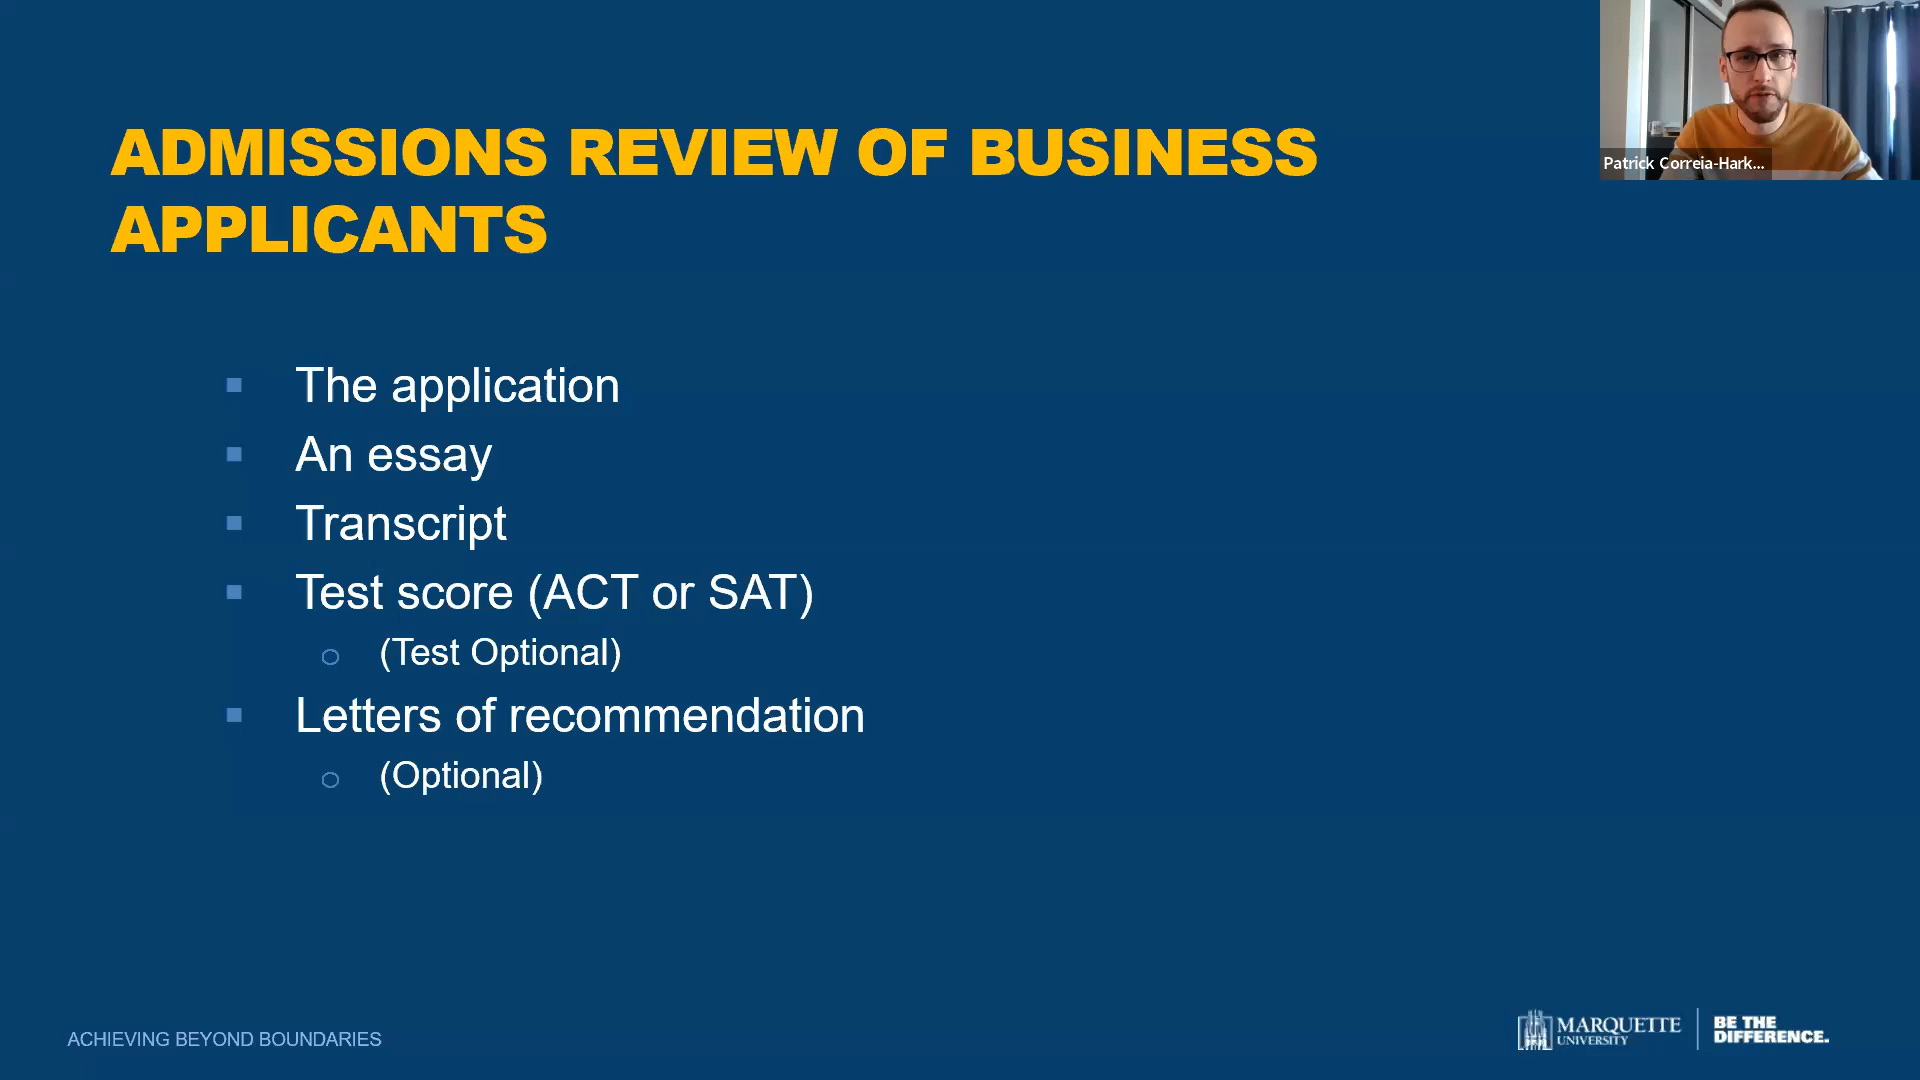 ADMISSIONS REVIEW OF BUSINESS
APPLICANTS
Patrick Correia-Hark...
The application
An essay
Transcript
Test score (ACT or SAT)
(Test Optional)
Letters of recommendation
(Optional)
ACHIEVING BEYOND BOUNDARIES
MARQUETTE
UNIVERSITY
BE THE
DIFFERENCE.